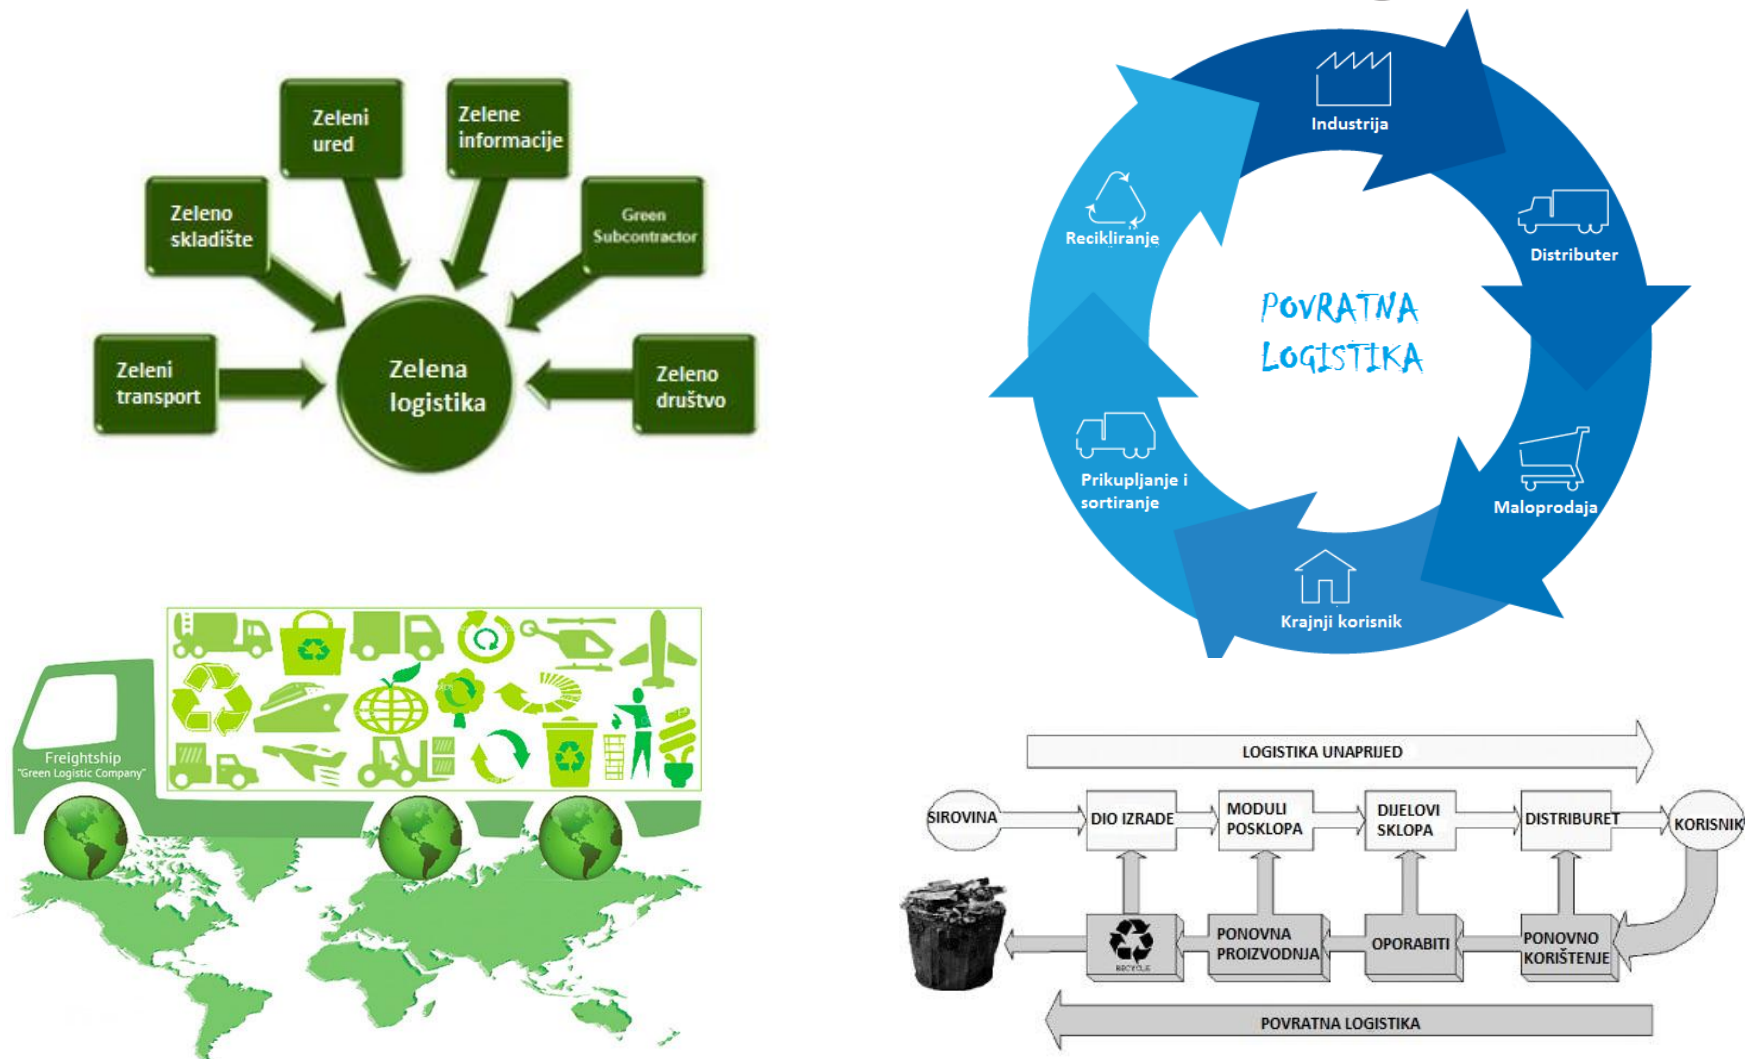 Zeleni
ured
Zelene
informacije
Zeleno
skladište
Green
Subcontractor
Zeleni
transport
Zelena
logistika
Zeleno
društvo
Industrija
Distributer
Maloprodaja
Krajnji korisnik
Prikupljanje i
sortiranje
Recikliranje
POVRATNA
LOGISTIKA
Freightship
"Green Logistic Company"
LOGISTIKA UNAPRIJED
SIROVINA
DIO IZRADE
MODULI
POSKLOPA
DIJELOVI
SKLOPA
DISTRIBURET
KORISNIK
RECYCLE
PONOVNA
PROIZVODNJA
OPORABITI
PONOVNO
KORIŠTENJE
POVRATNA LOGISTIKA